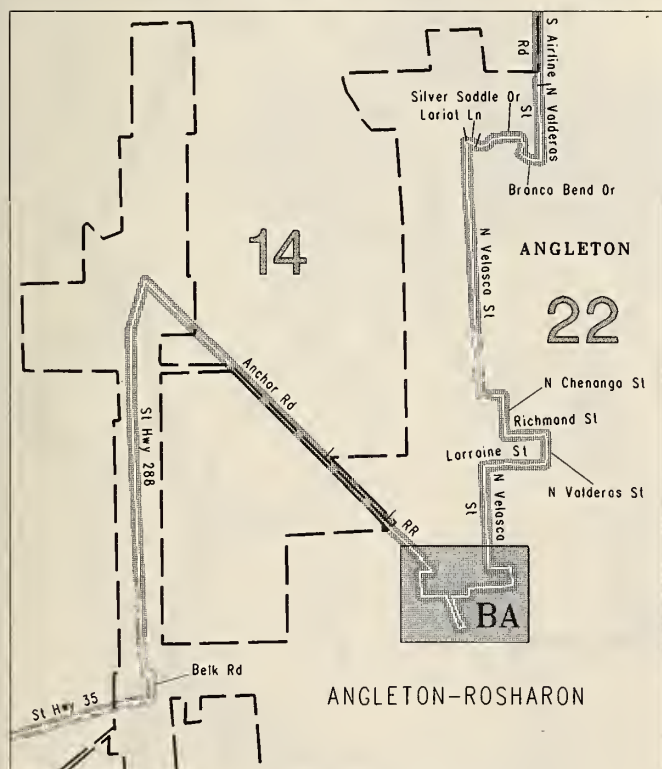 S Airline
Rd
N Valderas
St
Silver Saddle Dr
Lariat Ln
Bronco Bend Dr
14
N Velasco St
ANGLETON
22
Anchor Rd
N Chenango St
St Hwy 288
Richmond St
Lorraine St
N Valderas St
N Velasco
St
RR
BA
Belk Rd
St Hwy 35
ANGLETON-ROSHARON